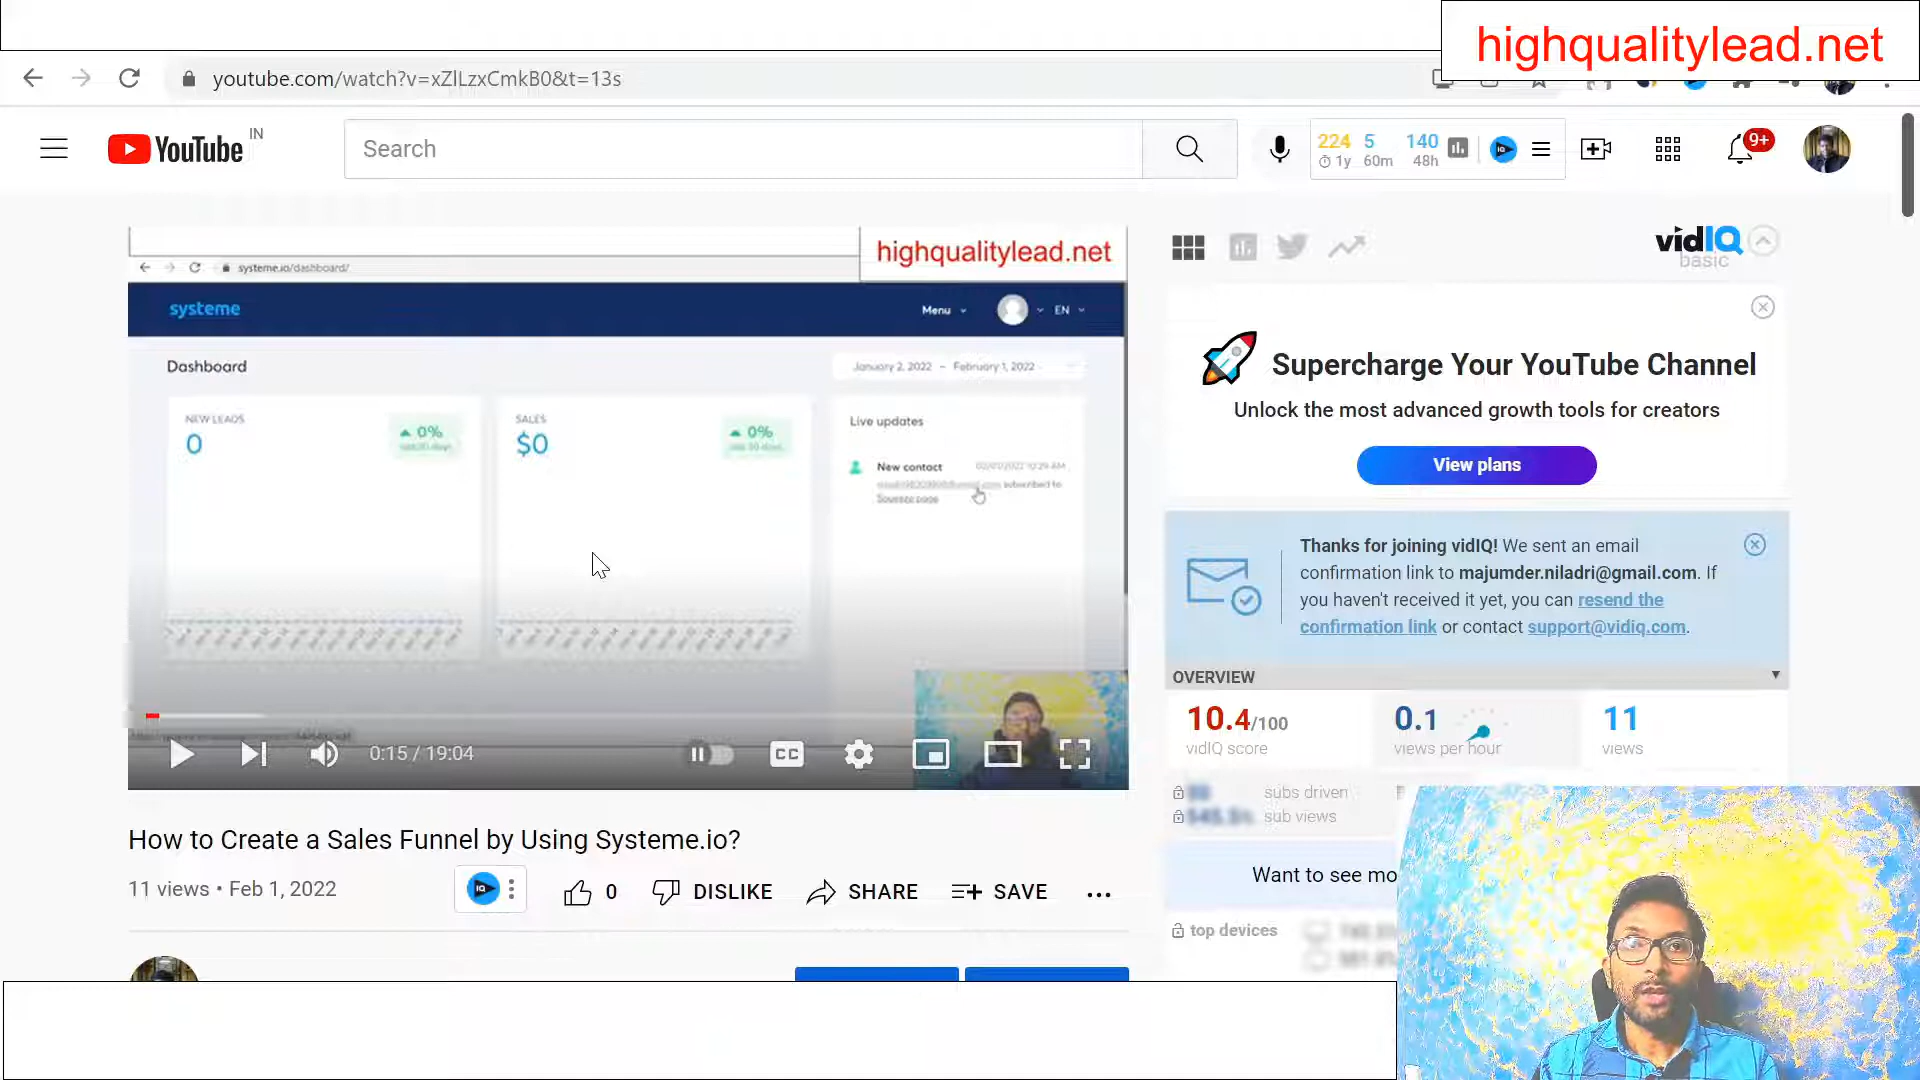 highqualitylead.net
youtube.com/watch?v=xZlLzxCmkB0&t=13s
YouTube IN
Search
224 5 140
1y 60m 48h
9+
highqualitylead.net
systeme.io/dashboard/
systeme
Menu
EN
Dashboard
January 2, 2022 - February 1, 2022
NEW LEADS
0
0%
SALES
$0
0%
Live updates
New contact
subscribed to
Squeeze page
0:15 / 19:04
CC
How to Create a Sales Funnel by Using Systeme.io?
11 views • Feb 1, 2022
IQ
0
DISLIKE
SHARE
SAVE
vidIQ
basic
Supercharge Your YouTube Channel
Unlock the most advanced growth tools for creators
View plans
Thanks for joining vidIQ! We sent an email
confirmation link to majumder.niladri@gmail.com. If
you haven't received it yet, you can resend the
confirmation link or contact support@vidiq.com.
OVERVIEW
10.4/100
vidIQ score
0.1
views per hour
11
views
subs driven
sub views
Want to see mo
top devices